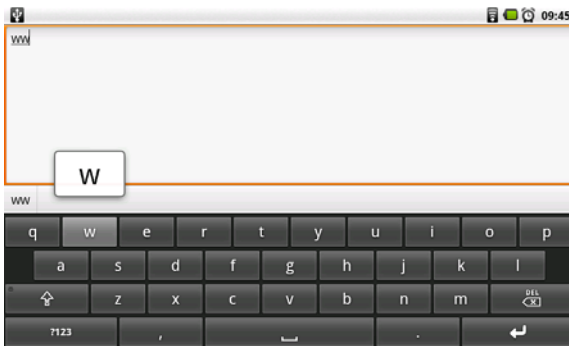 09:45
ww
w
ww
q w e r t y u i o p
a s d f g h j k l
z x c v b n m DEL
?123 , .